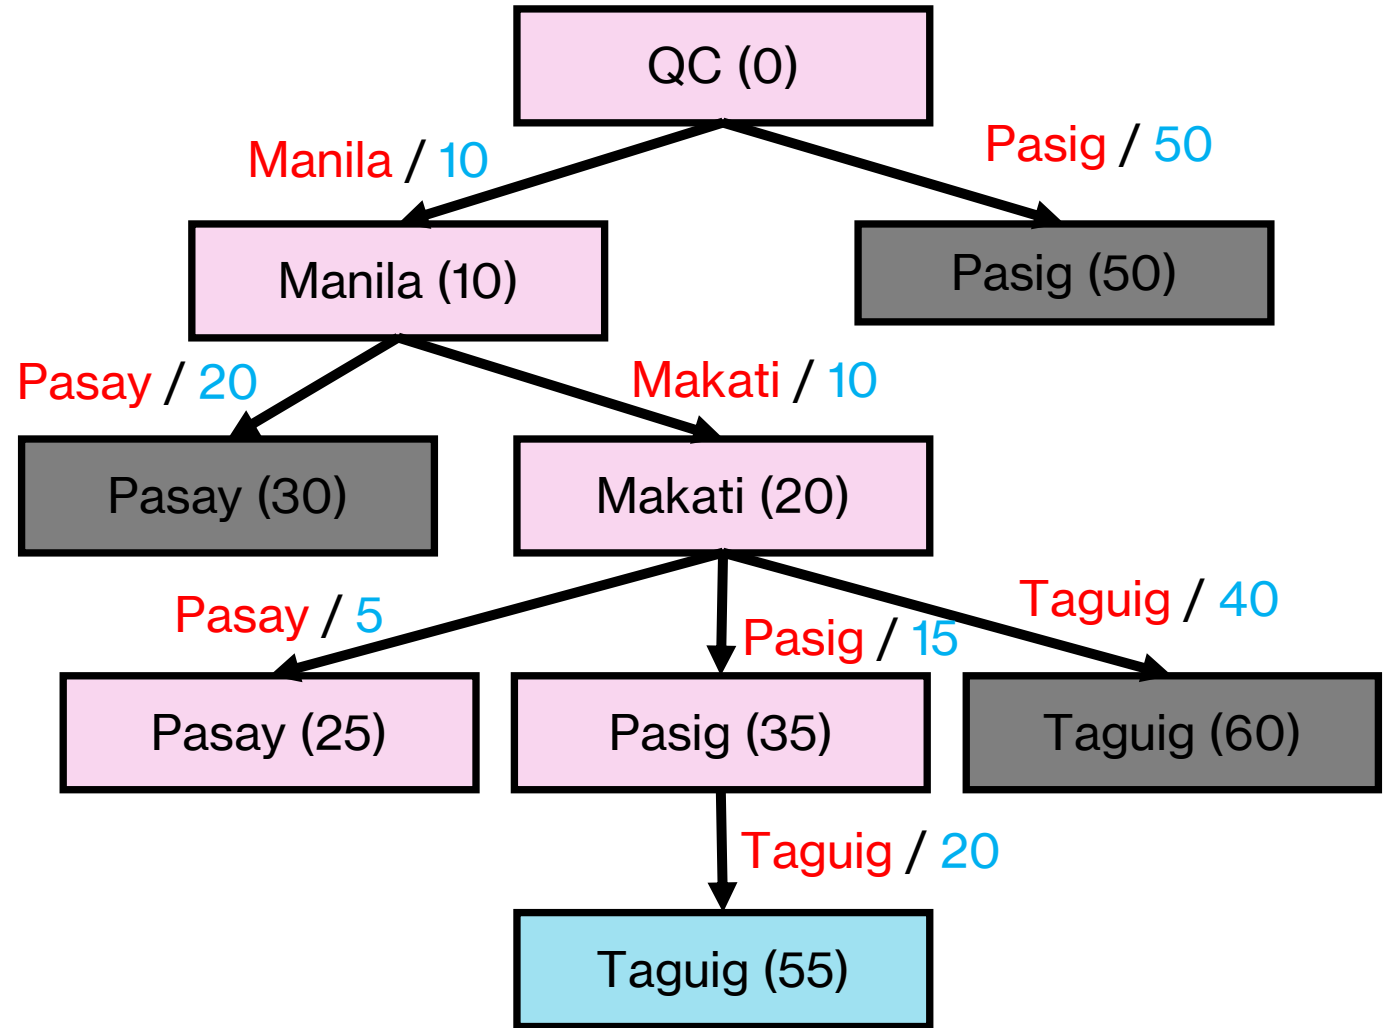 QC (0)
Manila / 10
Pasig / 50
Manila (10)
Pasig (50)
Pasay / 20
Makati / 10
Pasay (30)
Makati (20)
Pasay / 5
Pasig / 15
Taguig / 40
Pasay (25)
Pasig (35)
Taguig (60)
Taguig / 20
Taguig (55)